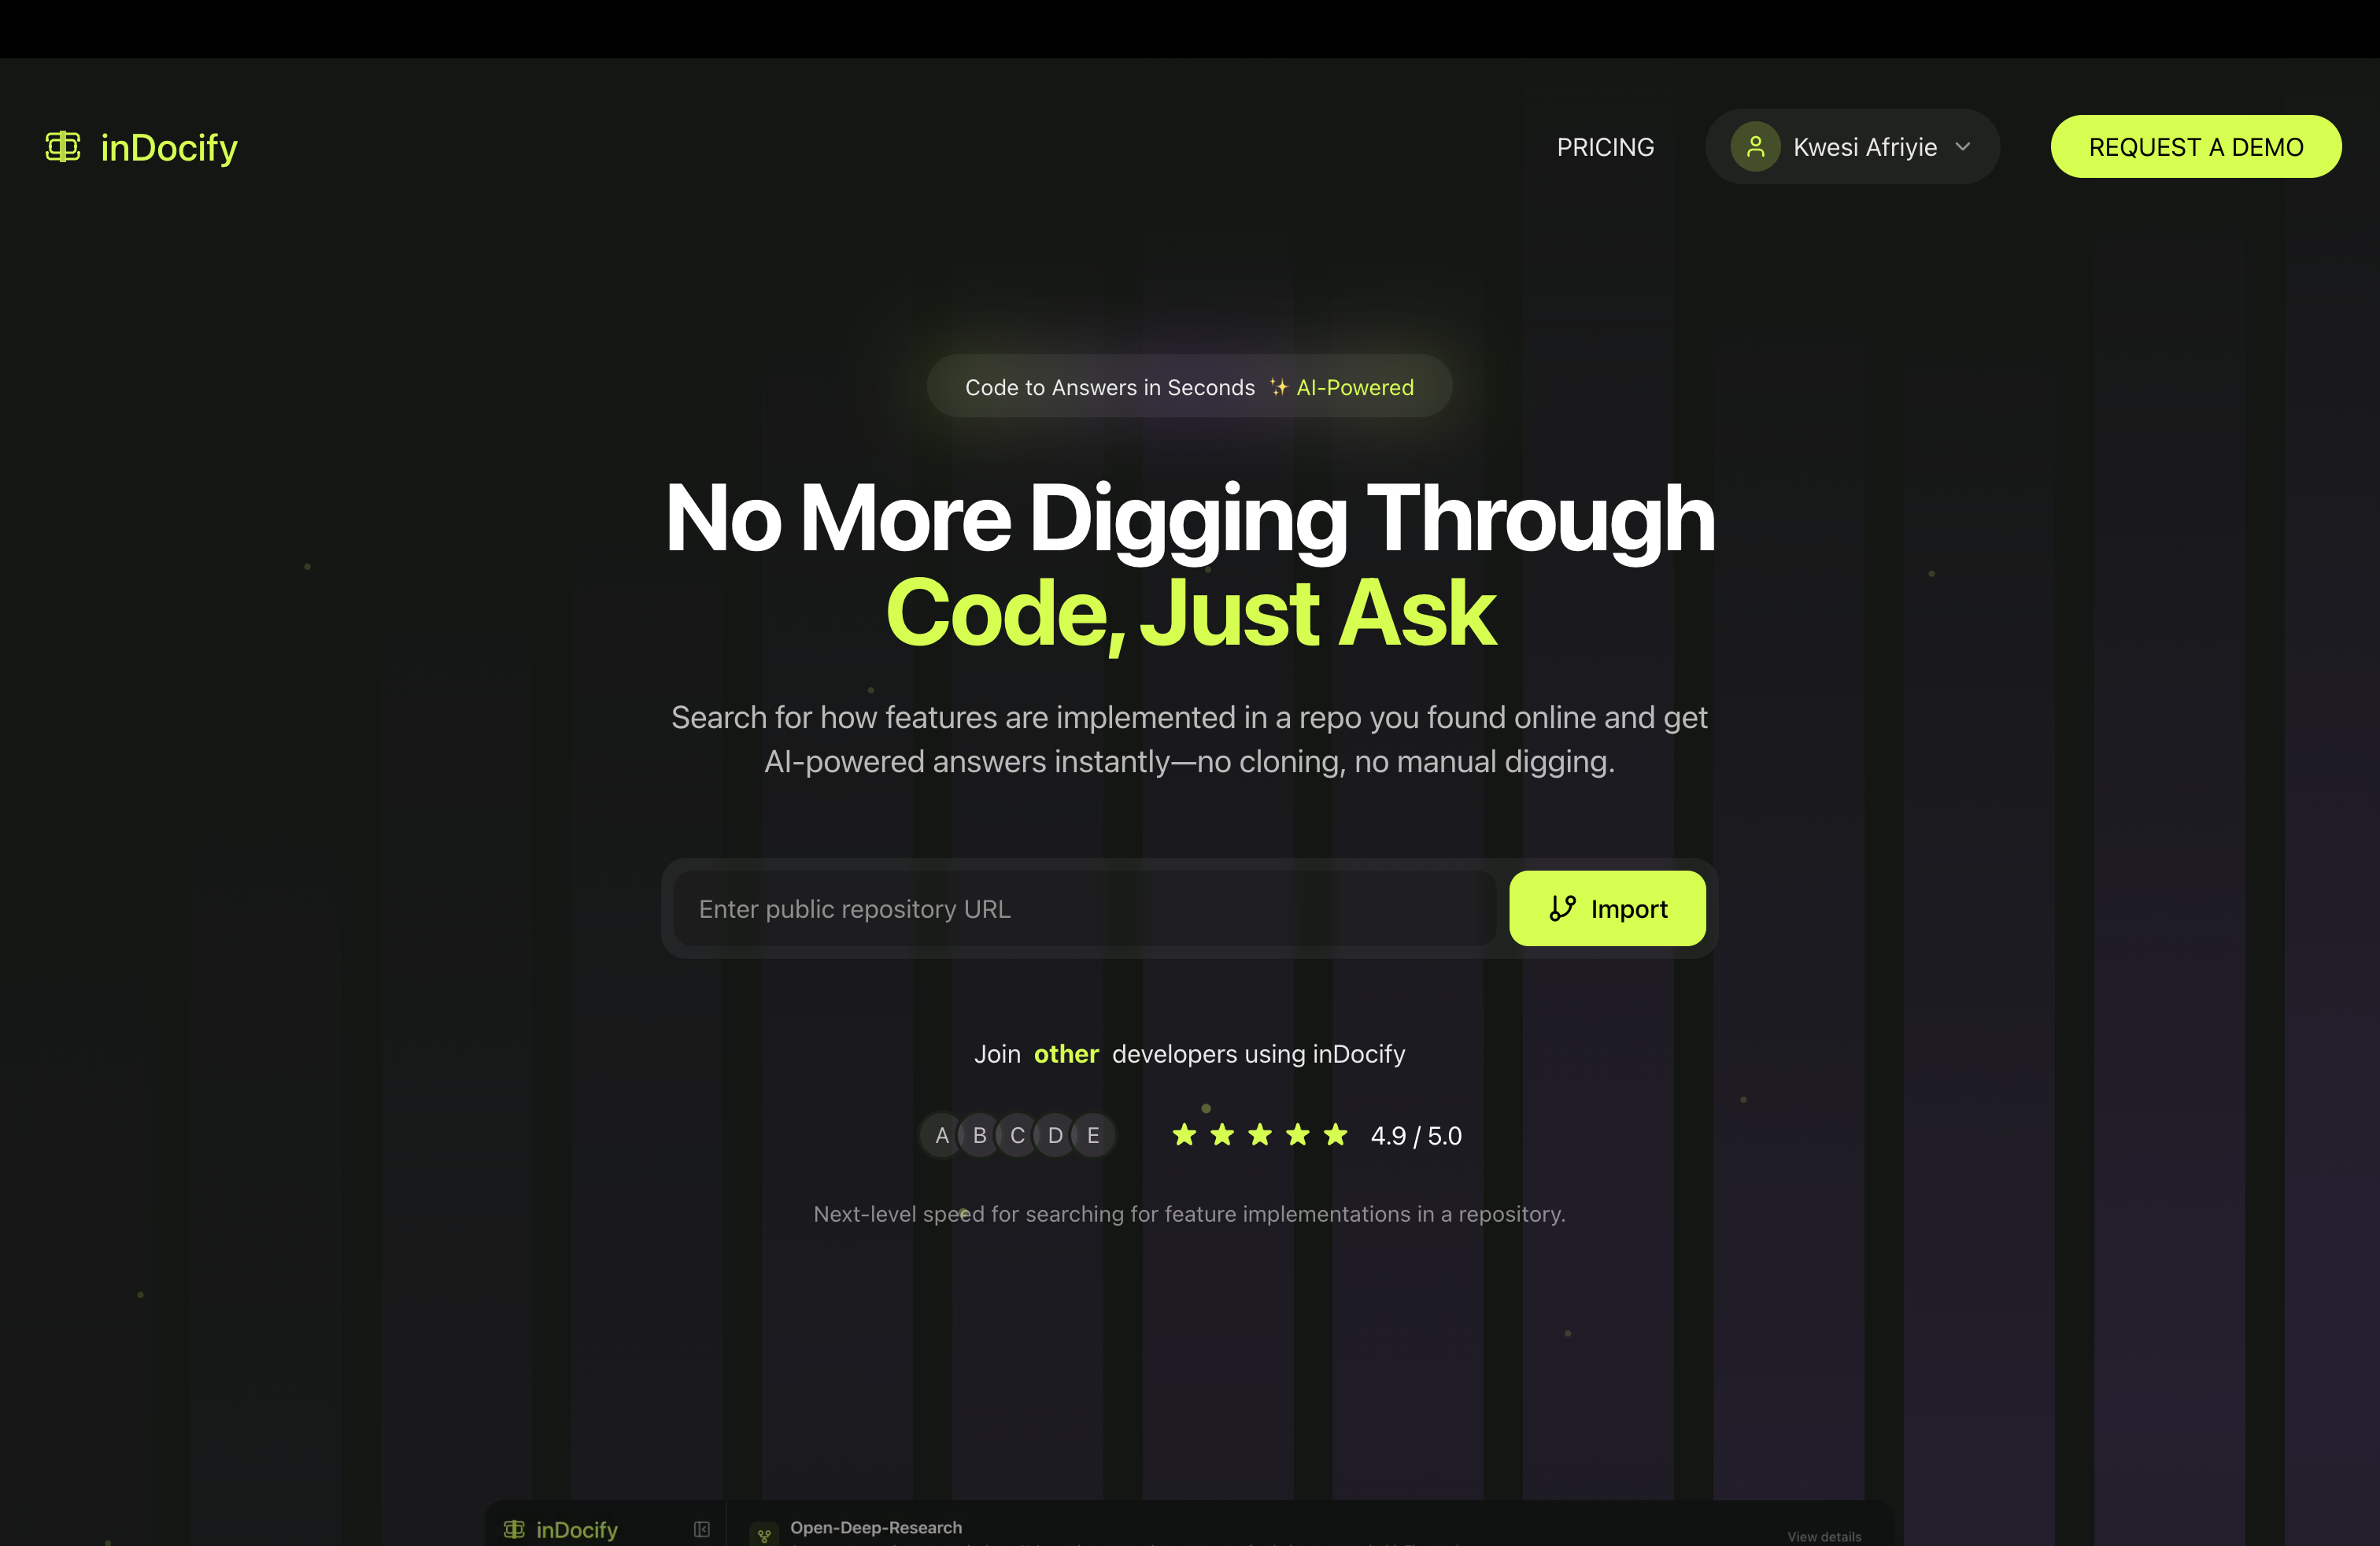 inDocify
PRICING
Kwesi Afriyie
REQUEST A DEMO
Code to Answers in Seconds ✨ AI-Powered
No More Digging Through
Code, Just Ask
Search for how features are implemented in a repo you found online and get
AI-powered answers instantly—no cloning, no manual digging.
Enter public repository URL
Import
Join other developers using inDocify
A B C D E
4.9 / 5.0
Next-level speed for searching for feature implementations in a repository.
inDocify
Open-Deep-Research
View details